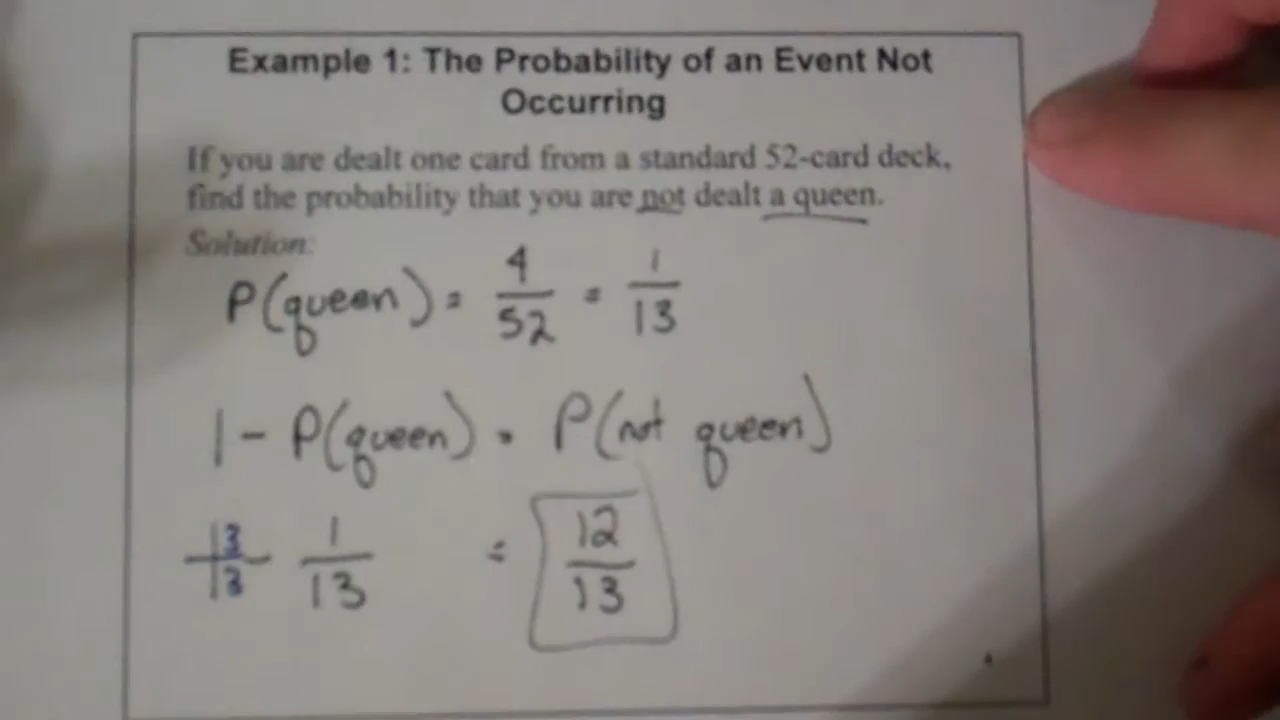 Example 1: The Probability of an Event Not
Occurring
If you are dealt one card from a standard 52-card deck,
find the probability that you are not dealt a queen.
Solution:
P(queen) = 4/52 = 1/13
1 - P(queen) = P(not queen)
13/13 - 1/13 = 12/13